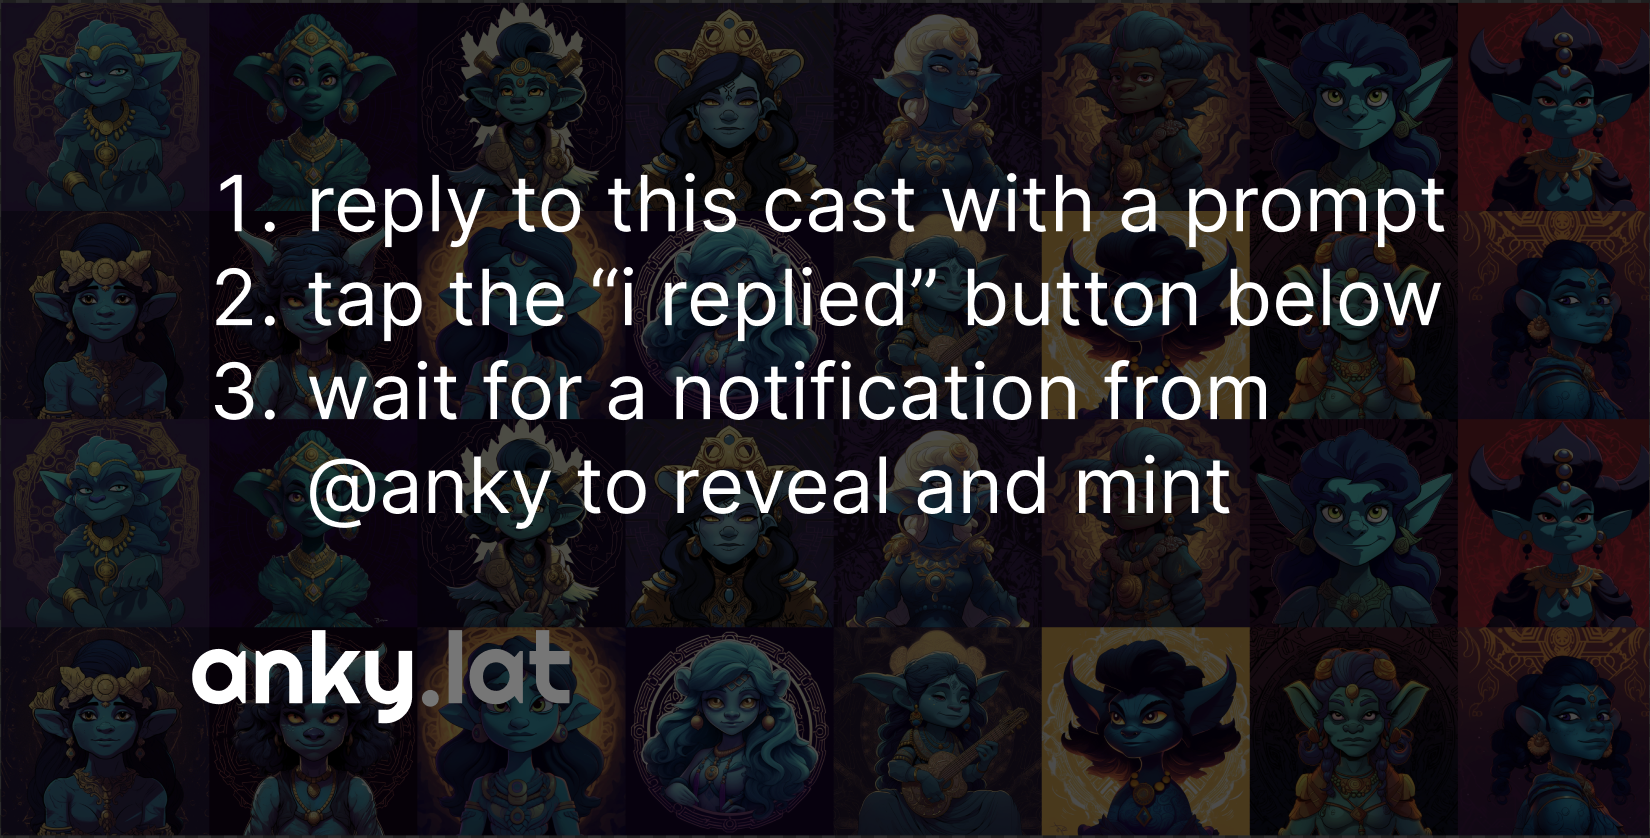 1. reply to this cast with a prompt
2. tap the “i replied” button below
3. wait for a notification from
@anky to reveal and mint
anky.lat